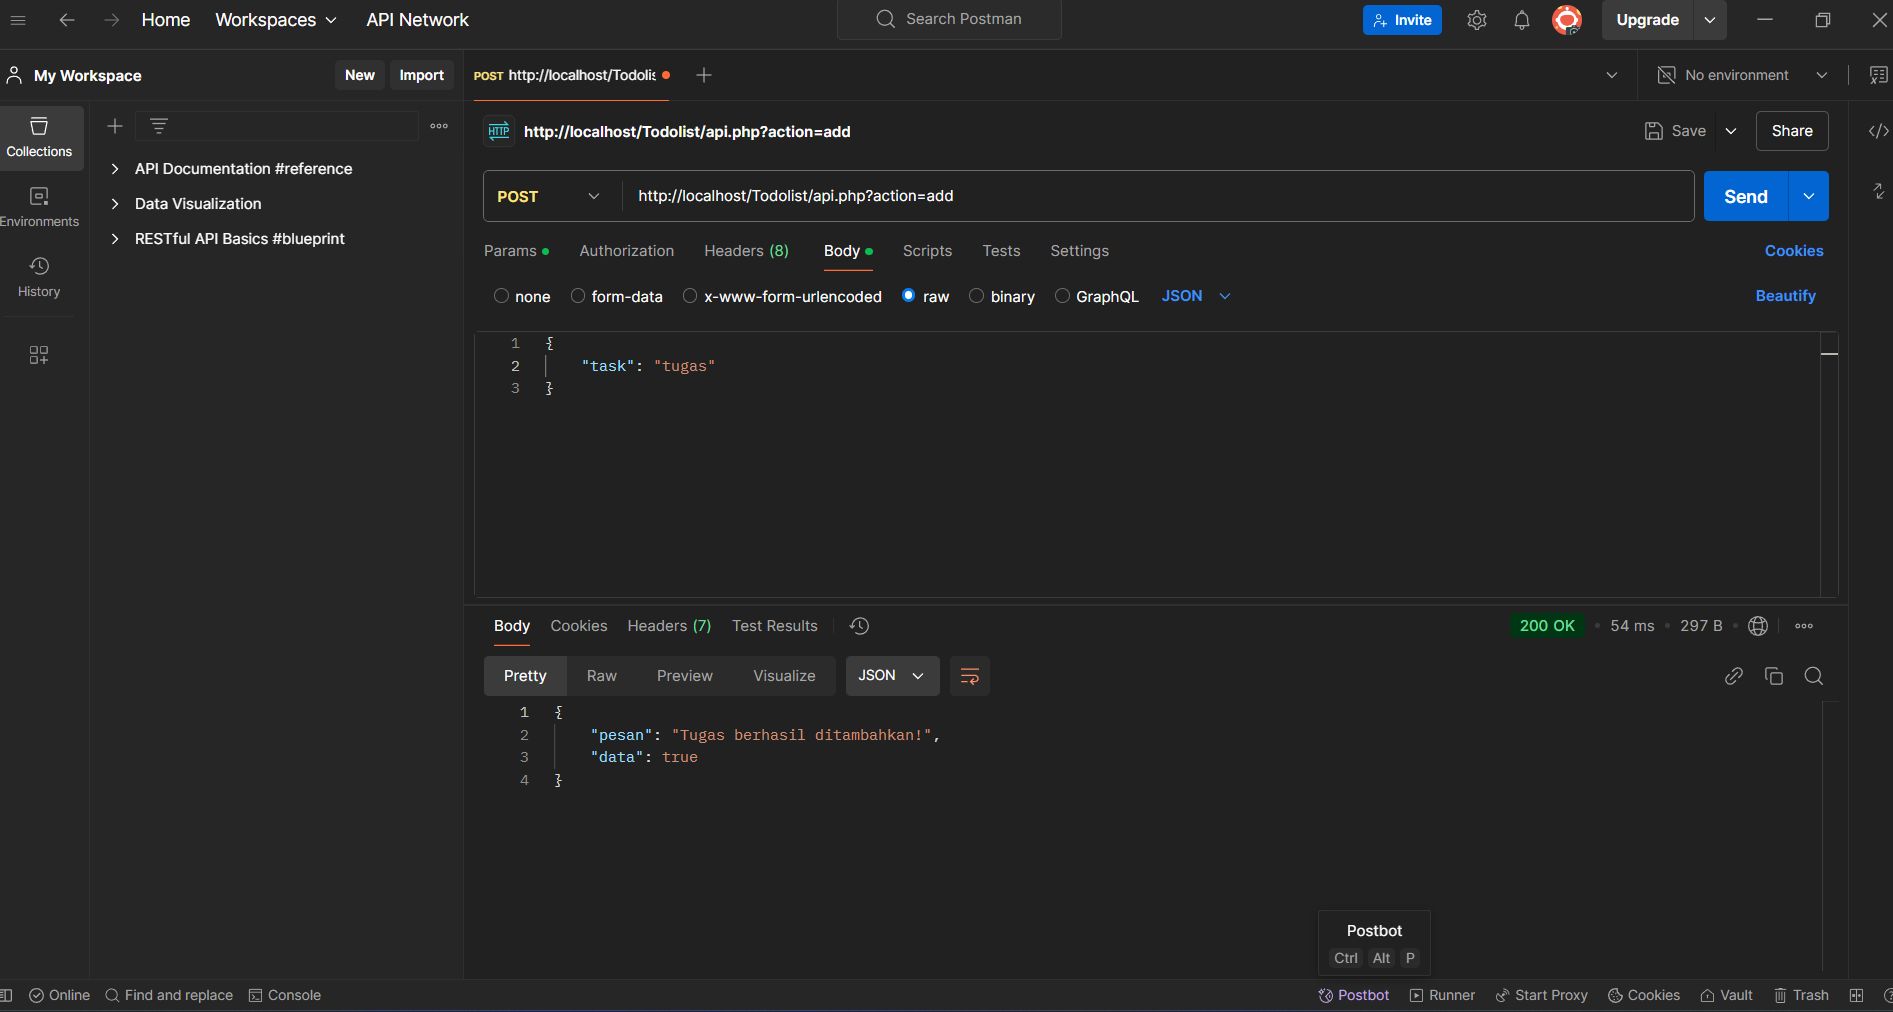 Home Workspaces API Network Search Postman Invite Upgrade
My Workspace New Import POST http://localhost/Todolis No environment
Collections
Environments
History
API Documentation #reference
Data Visualization
RESTful API Basics #blueprint
HTTP http://localhost/Todolist/api.php?action=add Save Share
POST http://localhost/Todolist/api.php?action=add Send
Params Authorization Headers (8) Body Scripts Tests Settings Cookies
none form-data x-www-form-urlencoded raw binary GraphQL JSON Beautify
1 {
2 "task": "tugas"
3 }
Body Cookies Headers (7) Test Results 200 OK 54 ms 297 B
Pretty Raw Preview Visualize JSON
1 {
2 "pesan": "Tugas berhasil ditambahkan!",
3 "data": true
4 }
Postbot
Ctrl Alt P
Online Find and replace Console Postbot Runner Start Proxy Cookies Vault Trash